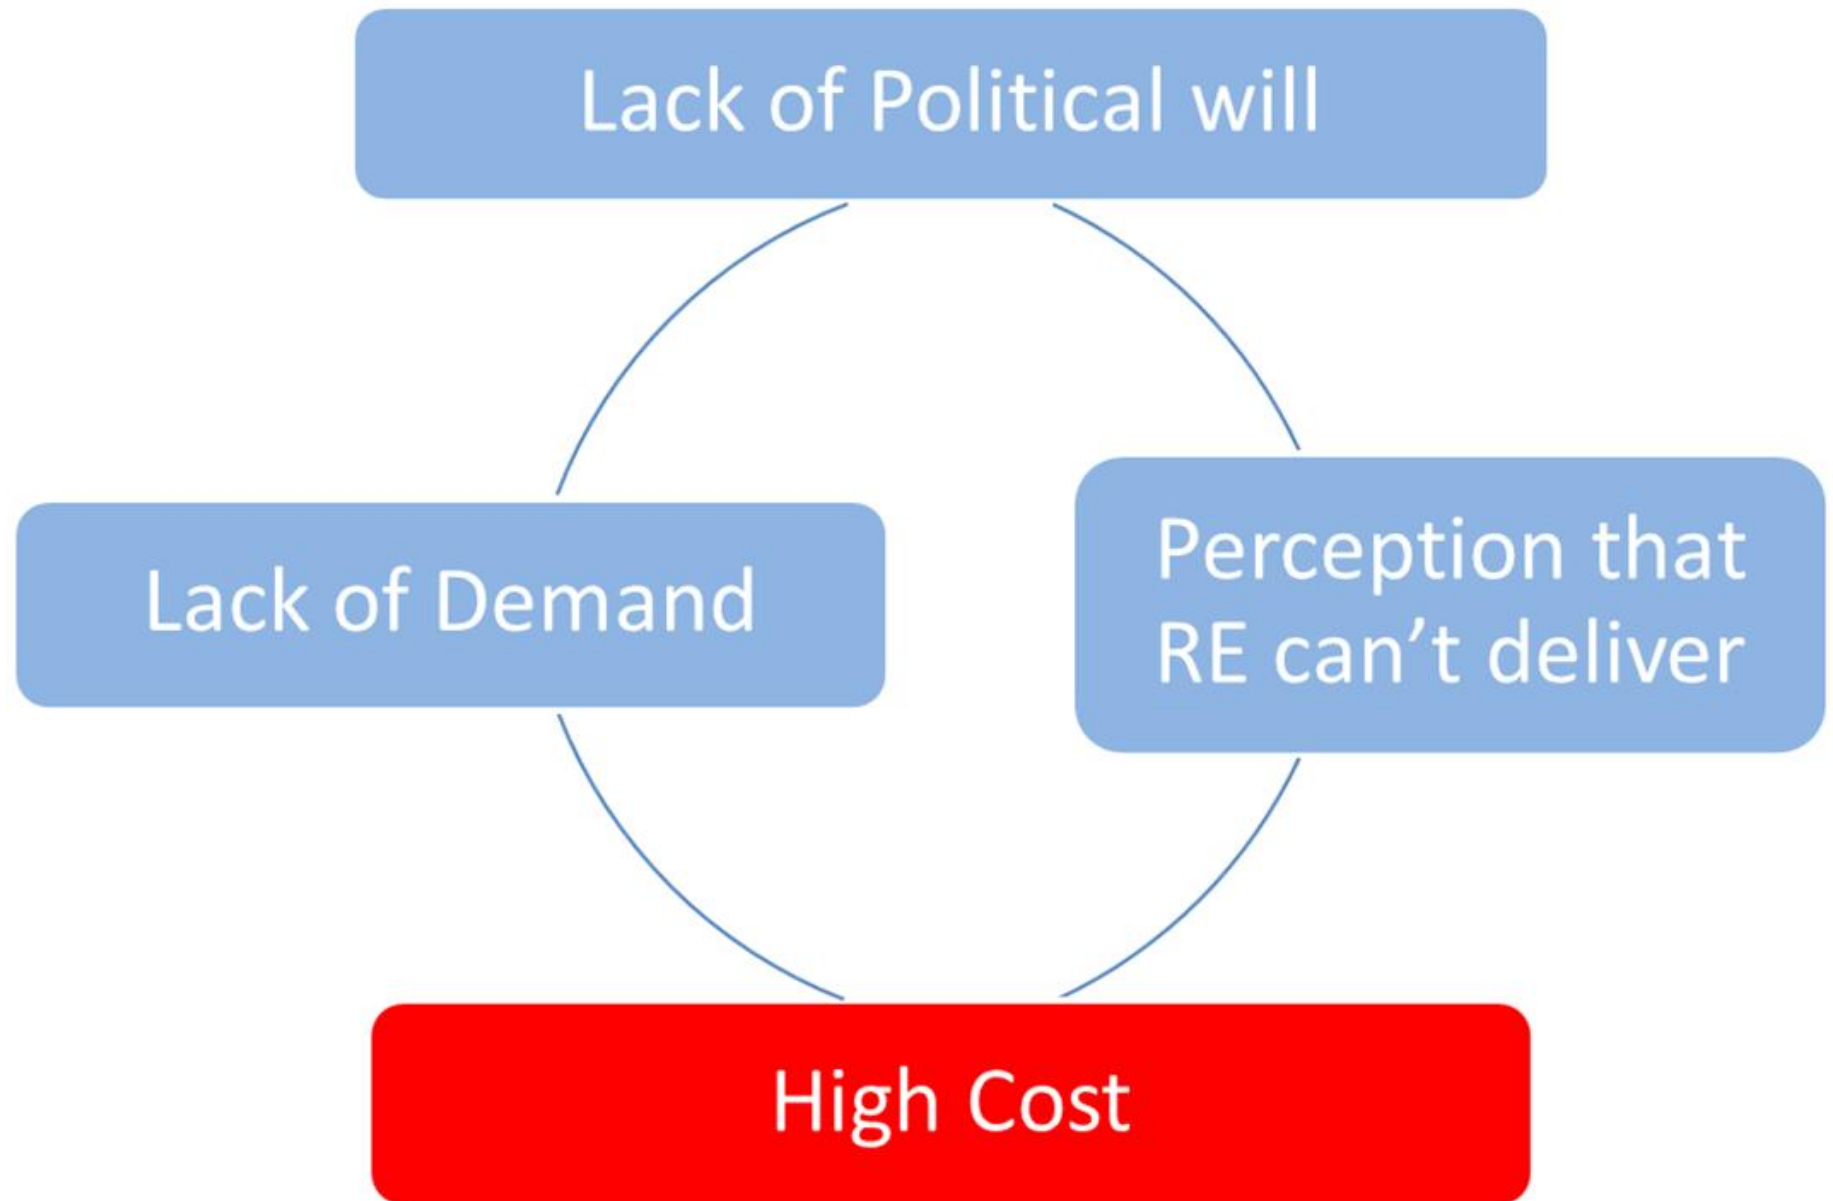 Lack of Political will
Lack of Demand
Perception that
RE can’t deliver
High Cost